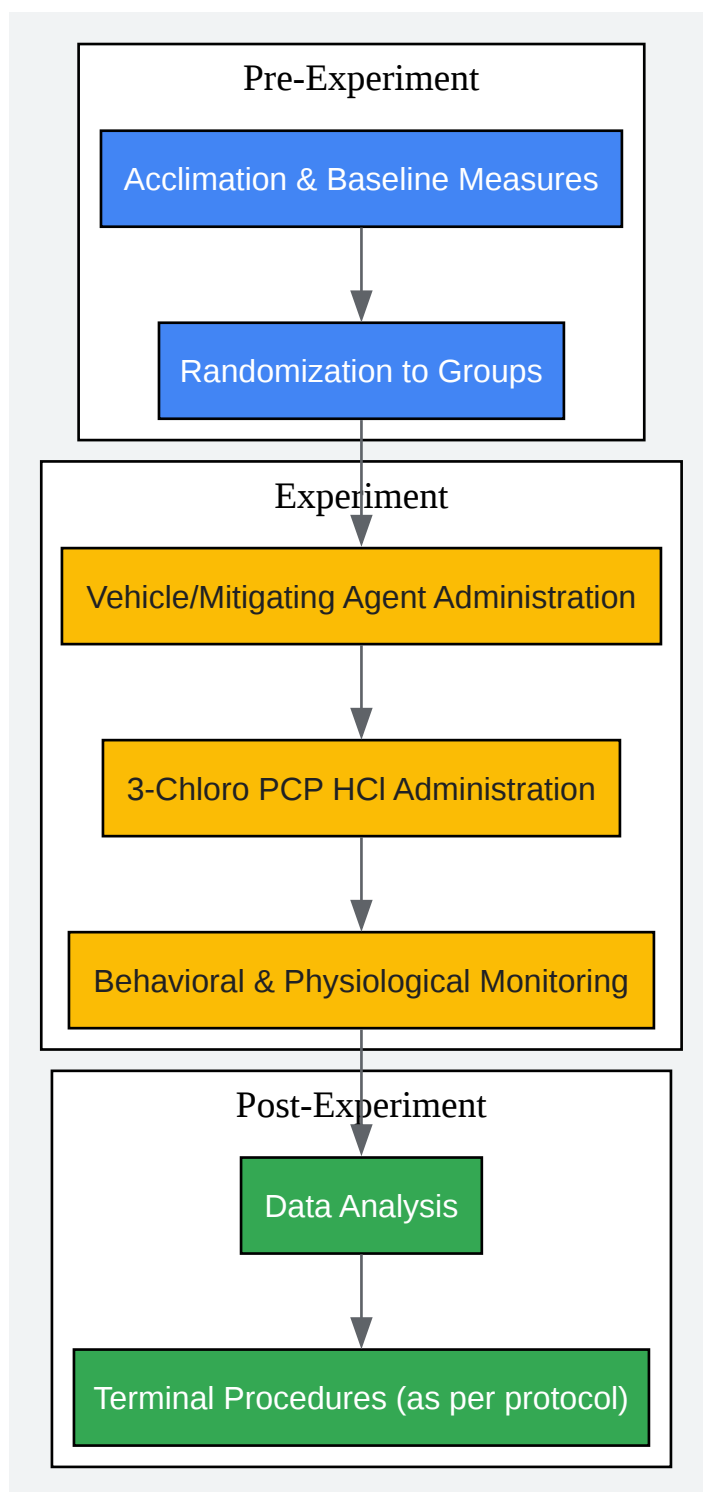 Pre-Experiment
Acclimation & Baseline Measures
Randomization to Groups
Experiment
Vehicle/Mitigating Agent Administration
3-Chloro PCP HCl Administration
Behavioral & Physiological Monitoring
Post-Experiment
Data Analysis
Terminal Procedures (as per protocol)